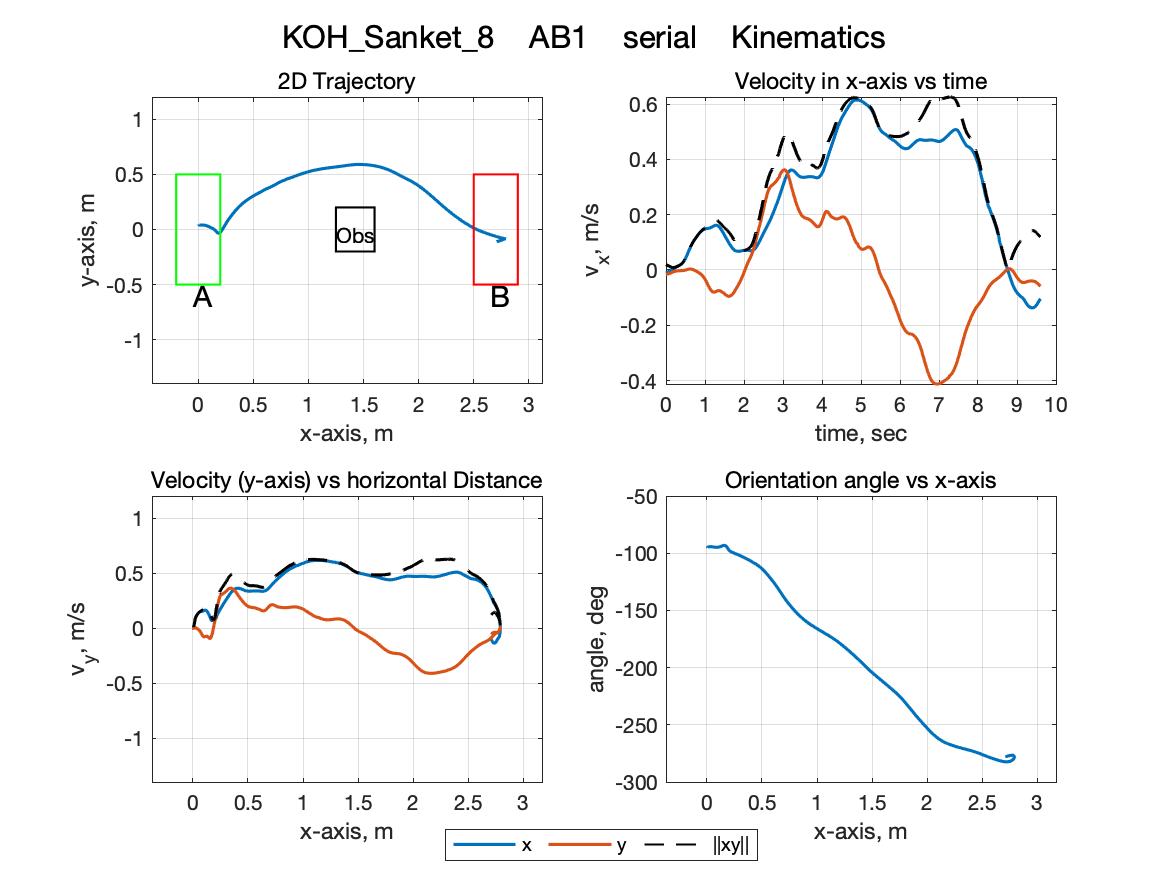 KOH_Sanket_8 AB1 serial Kinematics
2D Trajectory
1
0.5
0
-0.5
-1
y-axis, m
Obs
A
B
0 0.5 1 1.5 2 2.5 3
x-axis, m
Velocity in x-axis vs time
0.6
0.4
0.2
0
-0.2
-0.4
v_x, m/s
0 1 2 3 4 5 6 7 8 9 10
time, sec
Velocity (y-axis) vs horizontal Distance
1
0.5
0
-0.5
-1
v_y, m/s
0 0.5 1 1.5 2 2.5 3
x-axis, m
Orientation angle vs x-axis
-50
-100
-150
-200
-250
-300
angle, deg
0 0.5 1 1.5 2 2.5 3
x-axis, m
x y ||xy||